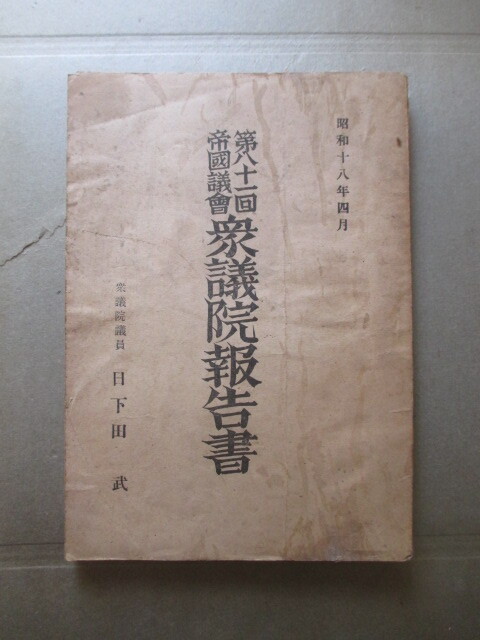 昭和十八年四月
第八十一回
帝國議會
衆議院報告書
衆議院議員 日下田 武